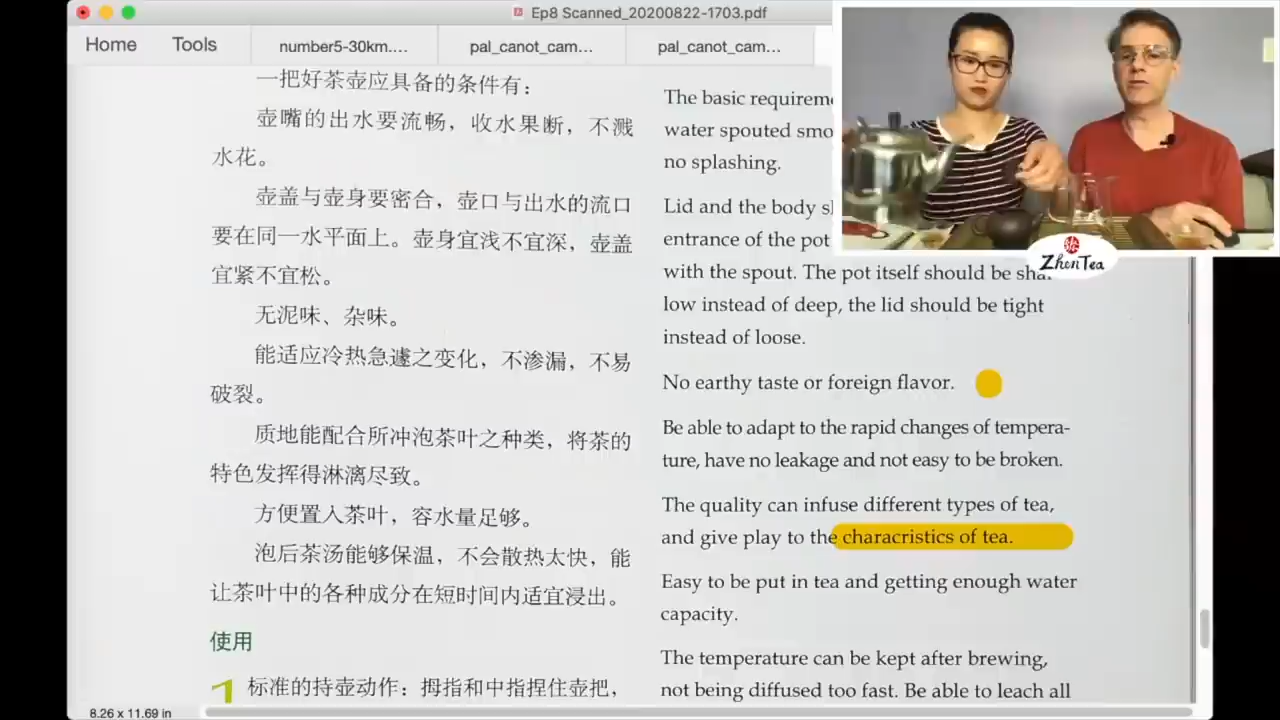 Ep8 Scanned_20200822-1703.pdf
Home
Tools
number5-30km....
pal_canot_cam...
pal_canot_cam...
一把好茶壶应具备的条件有：
壶嘴的出水要流畅，收水果断，不溅
水花。
壶盖与壶身要密合，壶口与出水的流口
要在同一水平面上。壶身宜浅不宜深，壶盖
宜紧不宜松。
无泥味、杂味。
能适应冷热急遽之变化，不渗漏，不易
破裂。
质地能配合所冲泡茶叶之种类，将茶的
特色发挥得淋漓尽致。
方便置入茶叶，容水量足够。
泡后茶汤能够保温，不会散热太快，能
让茶叶中的各种成分在短时间内适宜浸出。
使用
1 标准的持壶动作：拇指和中指捏住壶把，
The basic requirem
water spouted smo
no splashing.
Lid and the body s
entrance of the pot
with the spout. The pot itself should be shal
low instead of deep, the lid should be tight
instead of loose.
No earthy taste or foreign flavor.
Be able to adapt to the rapid changes of tempera-
ture, have no leakage and not easy to be broken.
The quality can infuse different types of tea,
and give play to the characristics of tea.
Easy to be put in tea and getting enough water
capacity.
The temperature can be kept after brewing,
not being diffused too fast. Be able to leach all
Zhen Tea
8.26 x 11.69 in